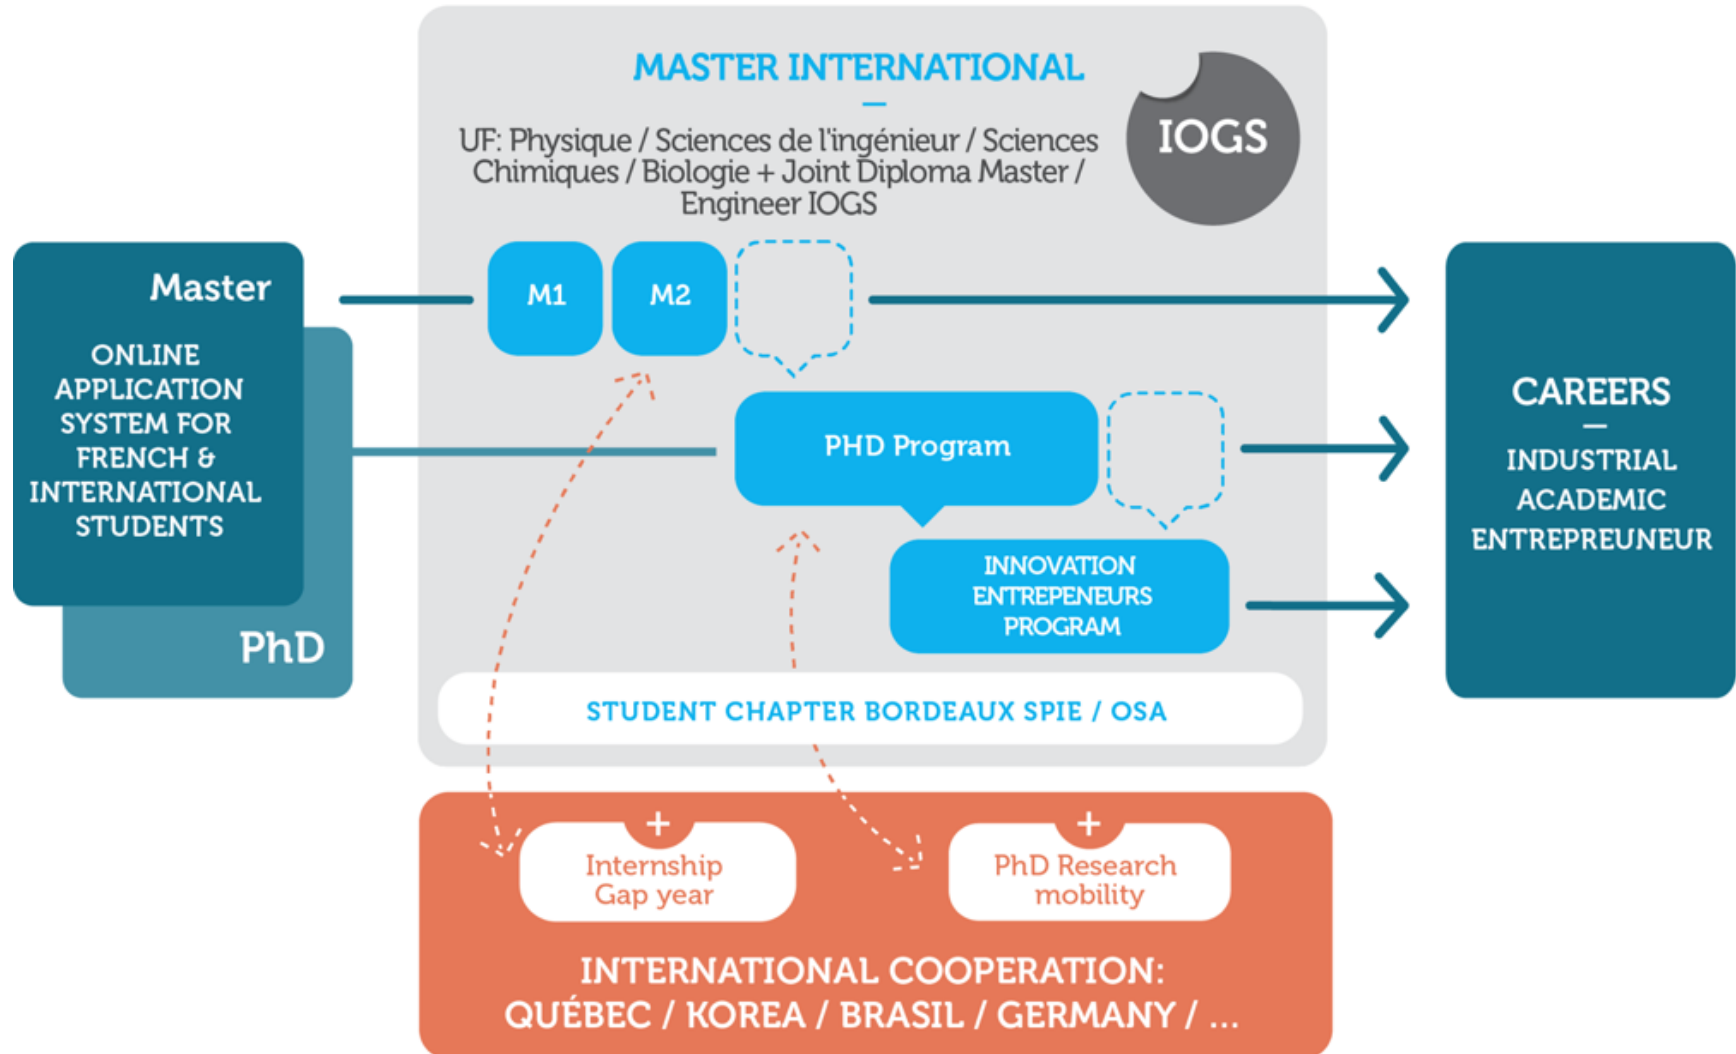 MASTER INTERNATIONAL
UF: Physique / Sciences de l'ingénieur / Sciences
Chimiques / Biologie + Joint Diploma Master /
Engineer IOGS
IOGS
Master
ONLINE
APPLICATION
SYSTEM FOR
FRENCH &
INTERNATIONAL
STUDENTS
PhD
M1
M2
PHD Program
INNOVATION
ENTREPENEURS
PROGRAM
STUDENT CHAPTER BORDEAUX SPIE / OSA
CAREERS
INDUSTRIAL
ACADEMIC
ENTREPREUNEUR
+
Internship
Gap year
+
PhD Research
mobility
INTERNATIONAL COOPERATION:
QUÉBEC / KOREA / BRASIL / GERMANY / ...